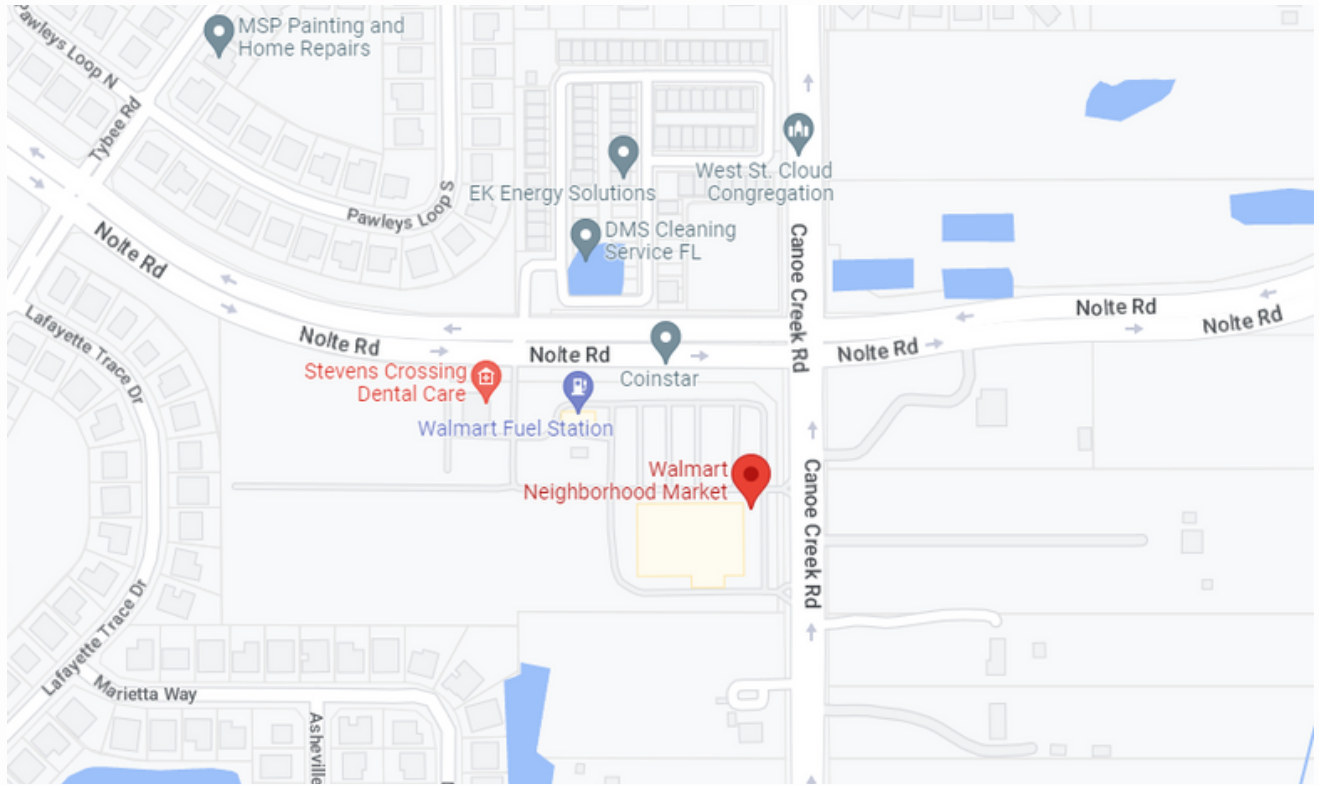 MSP Painting and
Home Repairs
Pawleys Loop N
Tybee Rd
West St. Cloud
Congregation
EK Energy Solutions
Pawleys Loop S
DMS Cleaning
Service FL
Nolte Rd
Canoe Creek Rd
Nolte Rd
Nolte Rd
Nolte Rd
Nolte Rd
Nolte Rd
Lafayette Trace Dr
Stevens Crossing
Dental Care
Coinstar
Walmart Fuel Station
Walmart
Neighborhood Market
Canoe Creek Rd
Lafayette Trace Dr
Marietta Way
Asheville